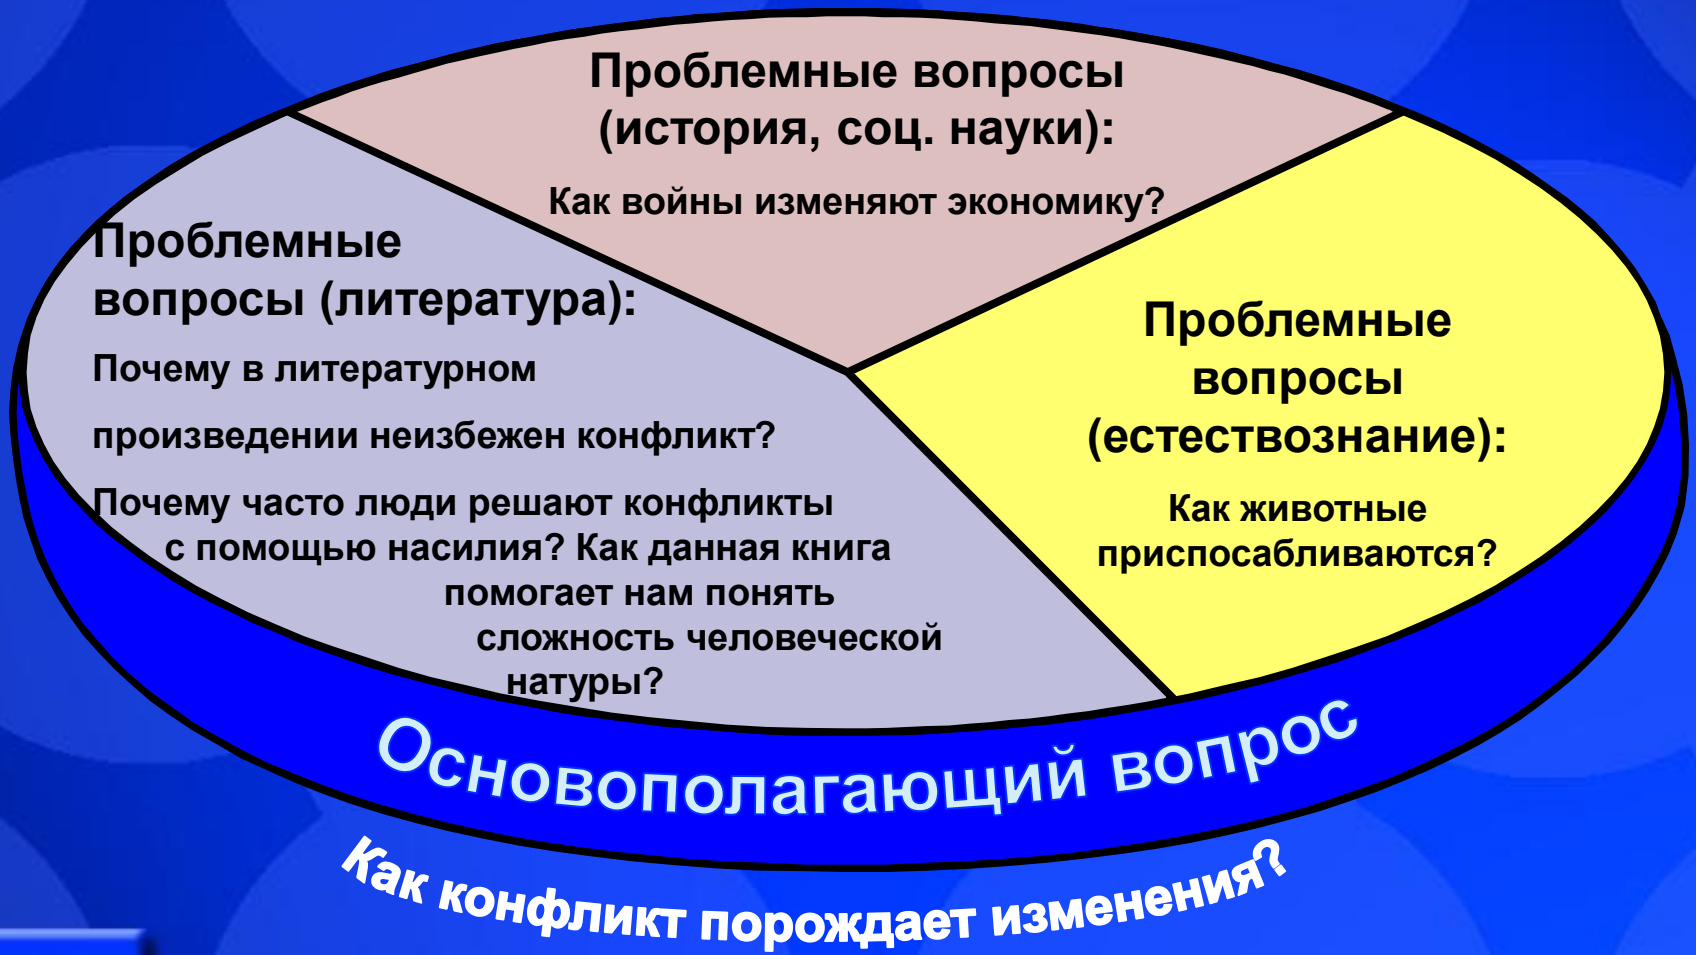 Проблемные вопросы
(история, соц. науки):
Как войны изменяют экономику?
Проблемные
вопросы (литература):
Почему в литературном
произведении неизбежен конфликт?
Почему часто люди решают конфликты
с помощью насилия? Как данная книга
помогает нам понять
сложность человеческой
натуры?
Проблемные
вопросы
(естествознание):
Как животные
приспосабливаются?
Основополагающий вопрос
Как конфликт порождает изменения?